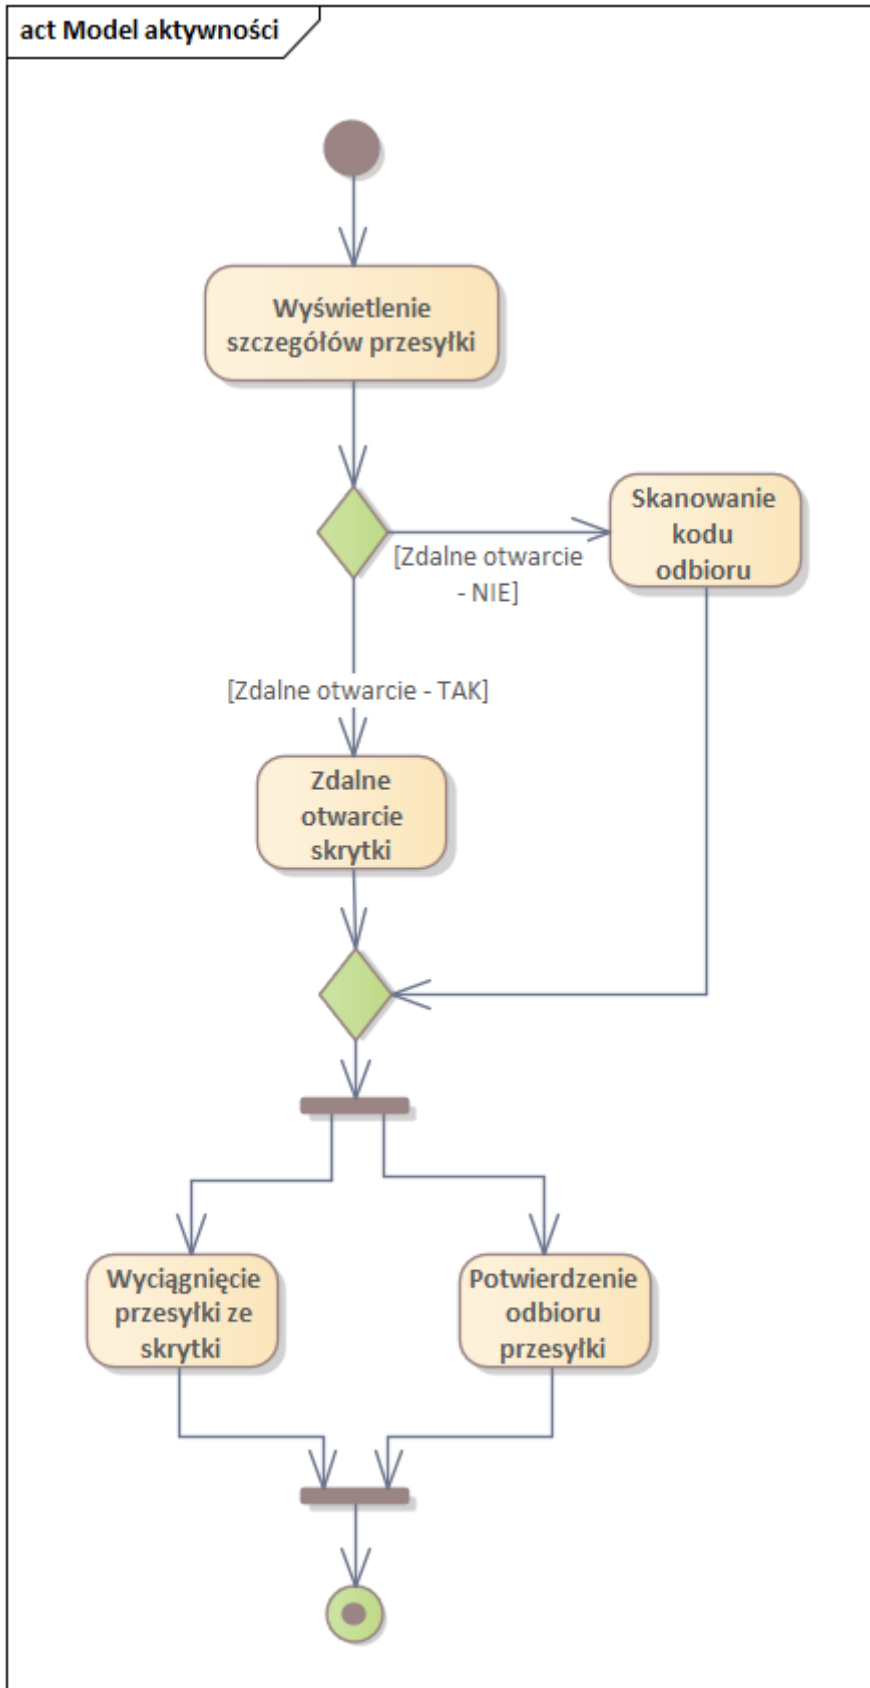 act Model aktywności
Wyświetlenie
szczegółów przesyłki
Skanowanie
kodu
odbioru
[Zdalne otwarcie
- NIE]
[Zdalne otwarcie - TAK]
Zdalne
otwarcie
skrytki
Wyciągnięcie
przesyłki ze
skrytki
Potwierdzenie
odbioru
przesyłki